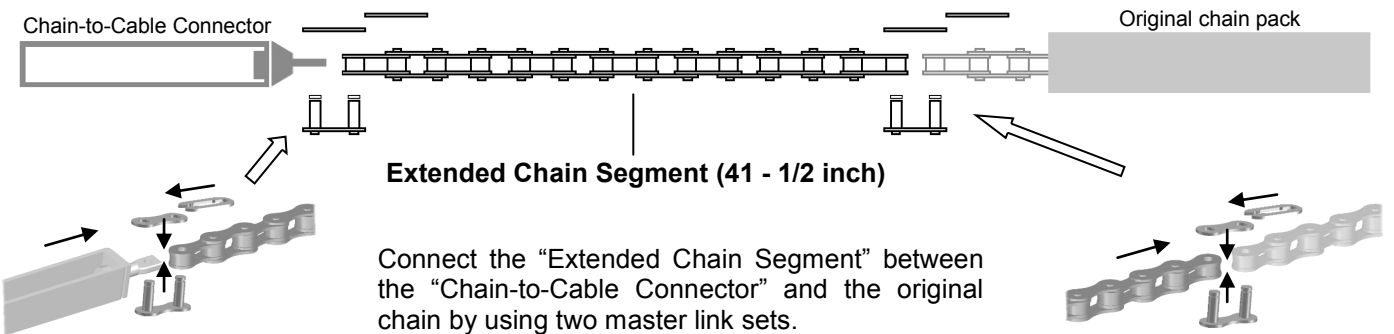 Chain-to-Cable Connector
Original chain pack
Extended Chain Segment (41 - 1/2 inch)
Connect the “Extended Chain Segment” between
the “Chain-to-Cable Connector” and the original
chain by using two master link sets.